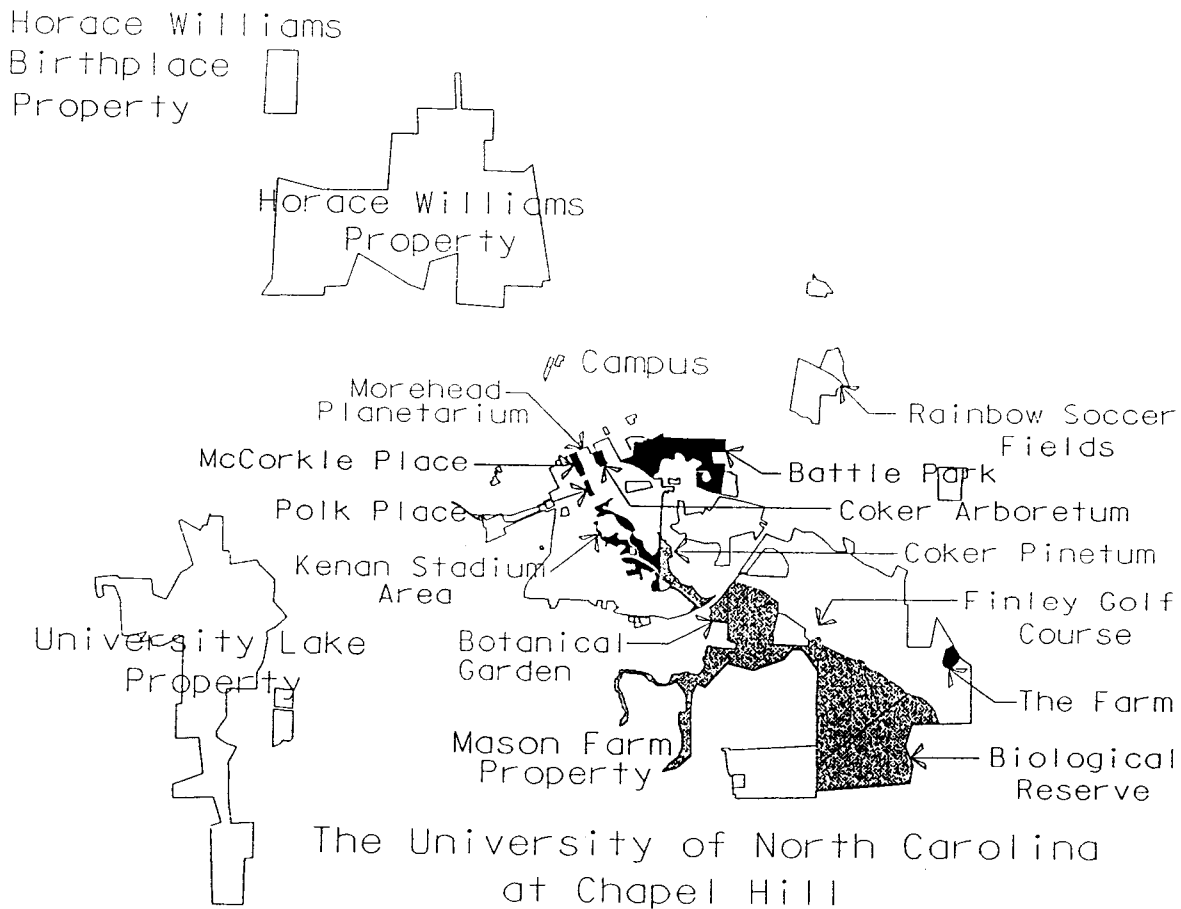 Horace Williams
Birthplace
Property
Horace Williams
Property
Campus
Morehead
Planetarium
Rainbow Soccer
Fields
McCorkle Place
Battle Park
Polk Place
Coker Arboretum
Kenan Stadium
Area
Coker Pinetum
Finley Golf
Course
University Lake
Property
Botanical
Garden
The Farm
Mason Farm
Property
Biological
Reserve
The University of North Carolina
at Chapel Hill